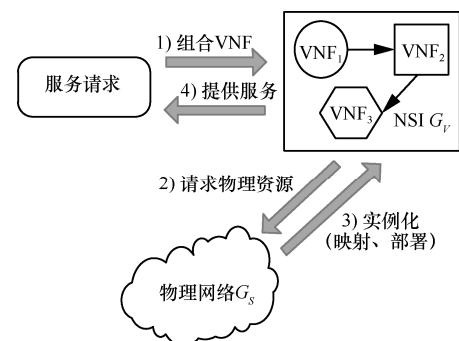 1) 组合VNF
服务请求
4) 提供服务
VNF1
VNF2
VNF3
NSI GV
2) 请求物理资源
3) 实例化
（映射、部署）
物理网络GS